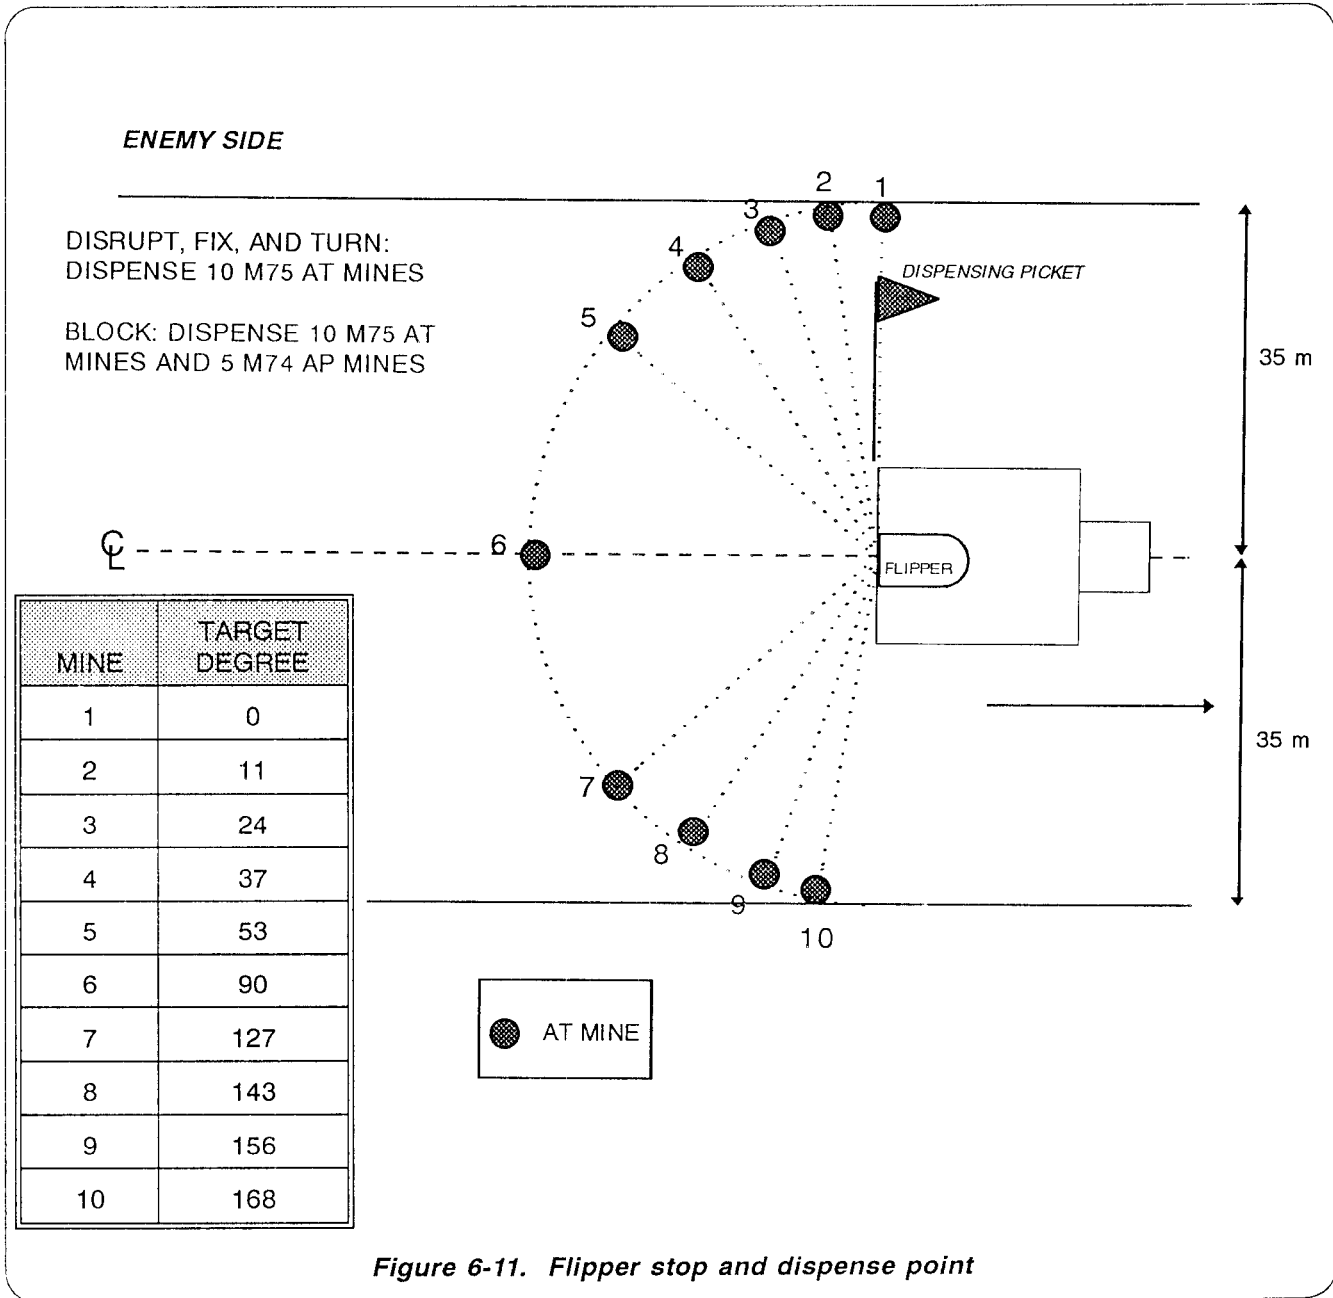 ENEMY SIDE
DISRUPT, FIX, AND TURN:
DISPENSE 10 M75 AT MINES
BLOCK: DISPENSE 10 M75 AT
MINES AND 5 M74 AP MINES
1
2
3
4
5
6
7
8
9
10
DISPENSING PICKET
35 m
FLIPPER
CL
35 m
MINE TARGET DEGREE
1 0
2 11
3 24
4 37
5 53
6 90
7 127
8 143
9 156
10 168
AT MINE
Figure 6-11. Flipper stop and dispense point